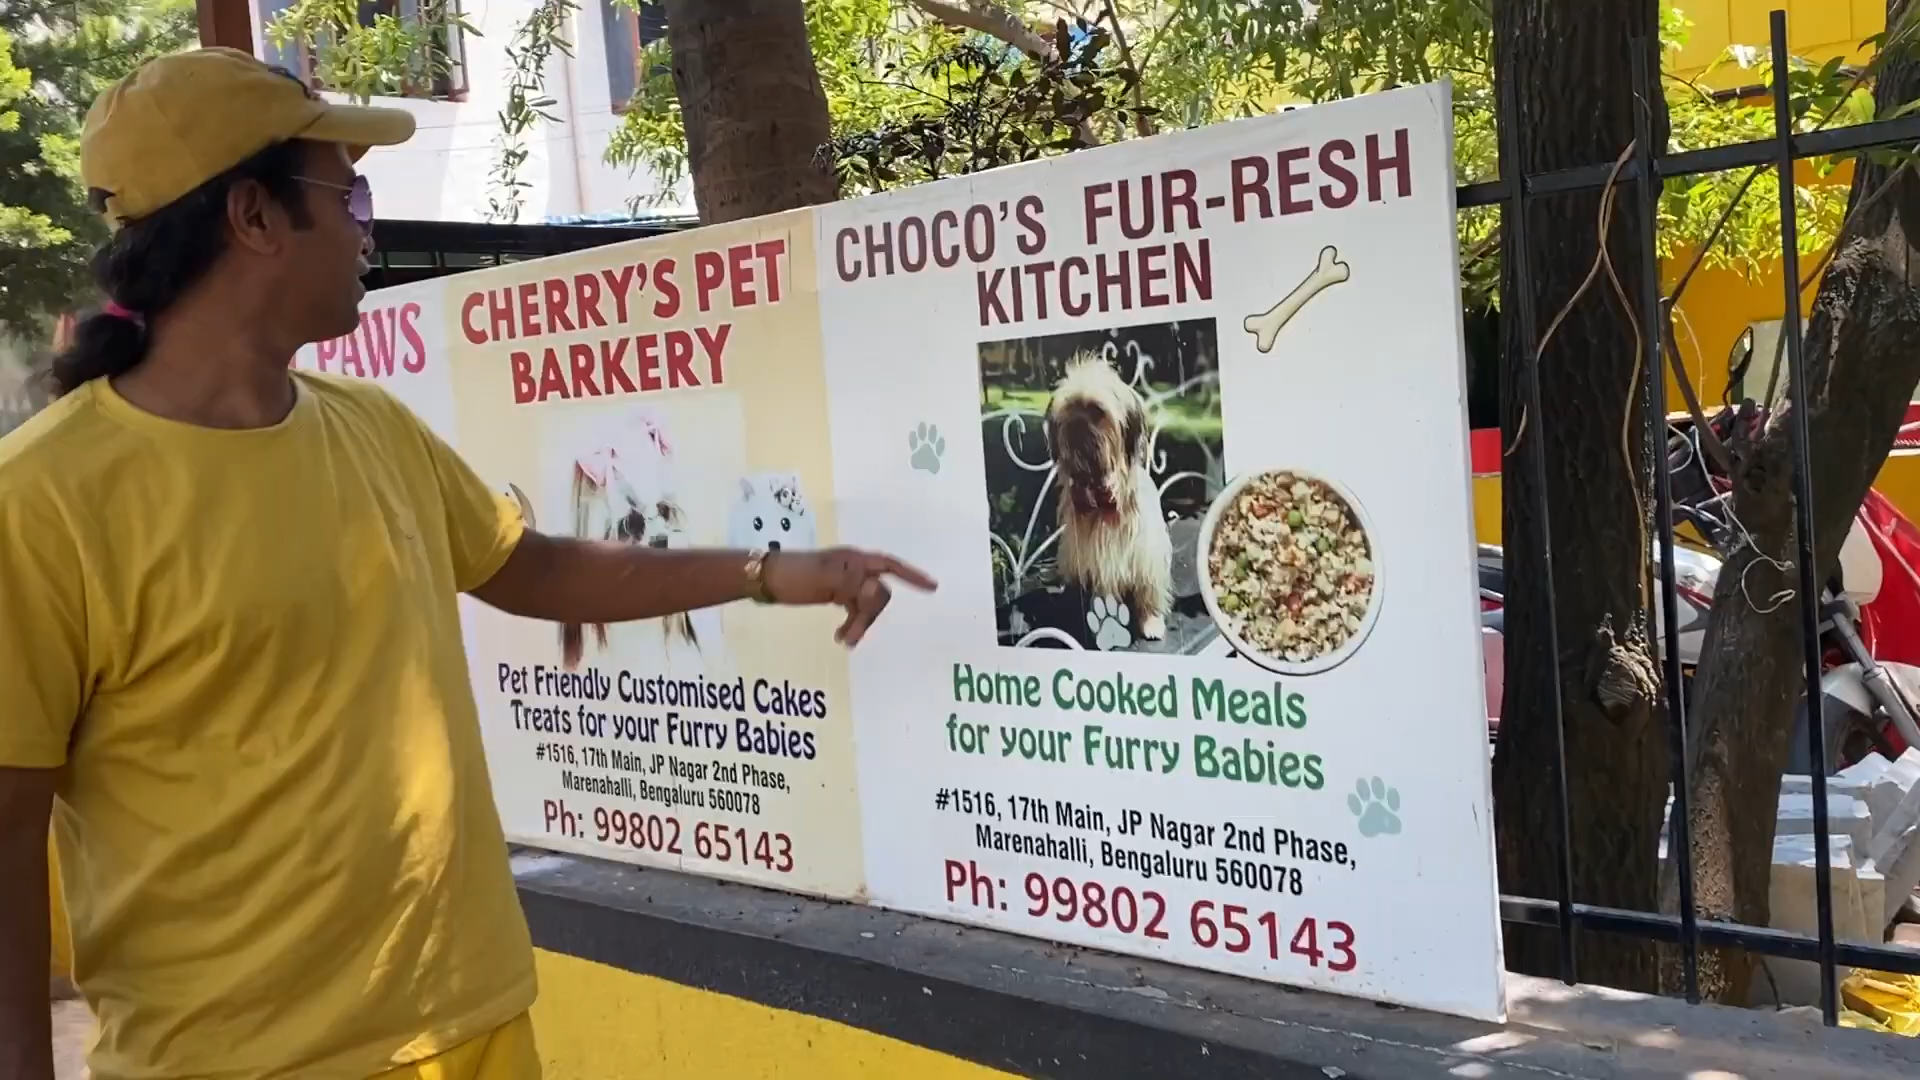 PAWS
CHERRY'S PET
BARKERY
Pet Friendly Customised Cakes
Treats for your Furry Babies
#1516, 17th Main, JP Nagar 2nd Phase,
Marenahalli, Bengaluru 560078
Ph: 99802 65143
CHOCO'S FUR-RESH
KITCHEN
Home Cooked Meals
for your Furry Babies
#1516, 17th Main, JP Nagar 2nd Phase,
Marenahalli, Bengaluru 560078
Ph: 99802 65143